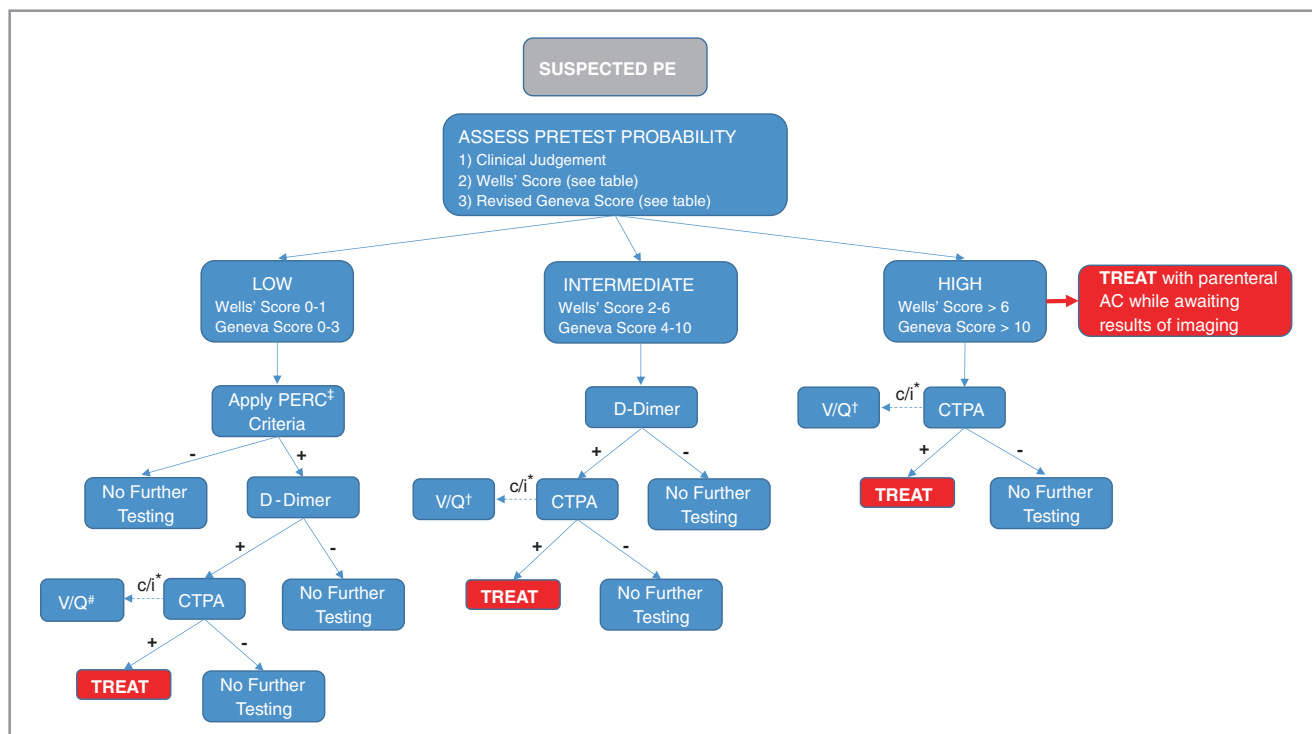 SUSPECTED PE
ASSESS PRETEST PROBABILITY
1) Clinical Judgement
2) Wells' Score (see table)
3) Revised Geneva Score (see table)
LOW
Wells' Score 0-1
Geneva Score 0-3
INTERMEDIATE
Wells' Score 2-6
Geneva Score 4-10
HIGH
Wells' Score > 6
Geneva Score > 10
TREAT with parenteral
AC while awaiting
results of imaging
Apply PERC‡
Criteria
-
+
No Further
Testing
D-Dimer
+
-
V/Q#
c/i*
CTPA
No Further
Testing
+
-
TREAT
No Further
Testing
D-Dimer
+
-
V/Q†
c/i*
CTPA
No Further
Testing
+
-
TREAT
No Further
Testing
V/Q†
c/i*
CTPA
+
-
TREAT
No Further
Testing